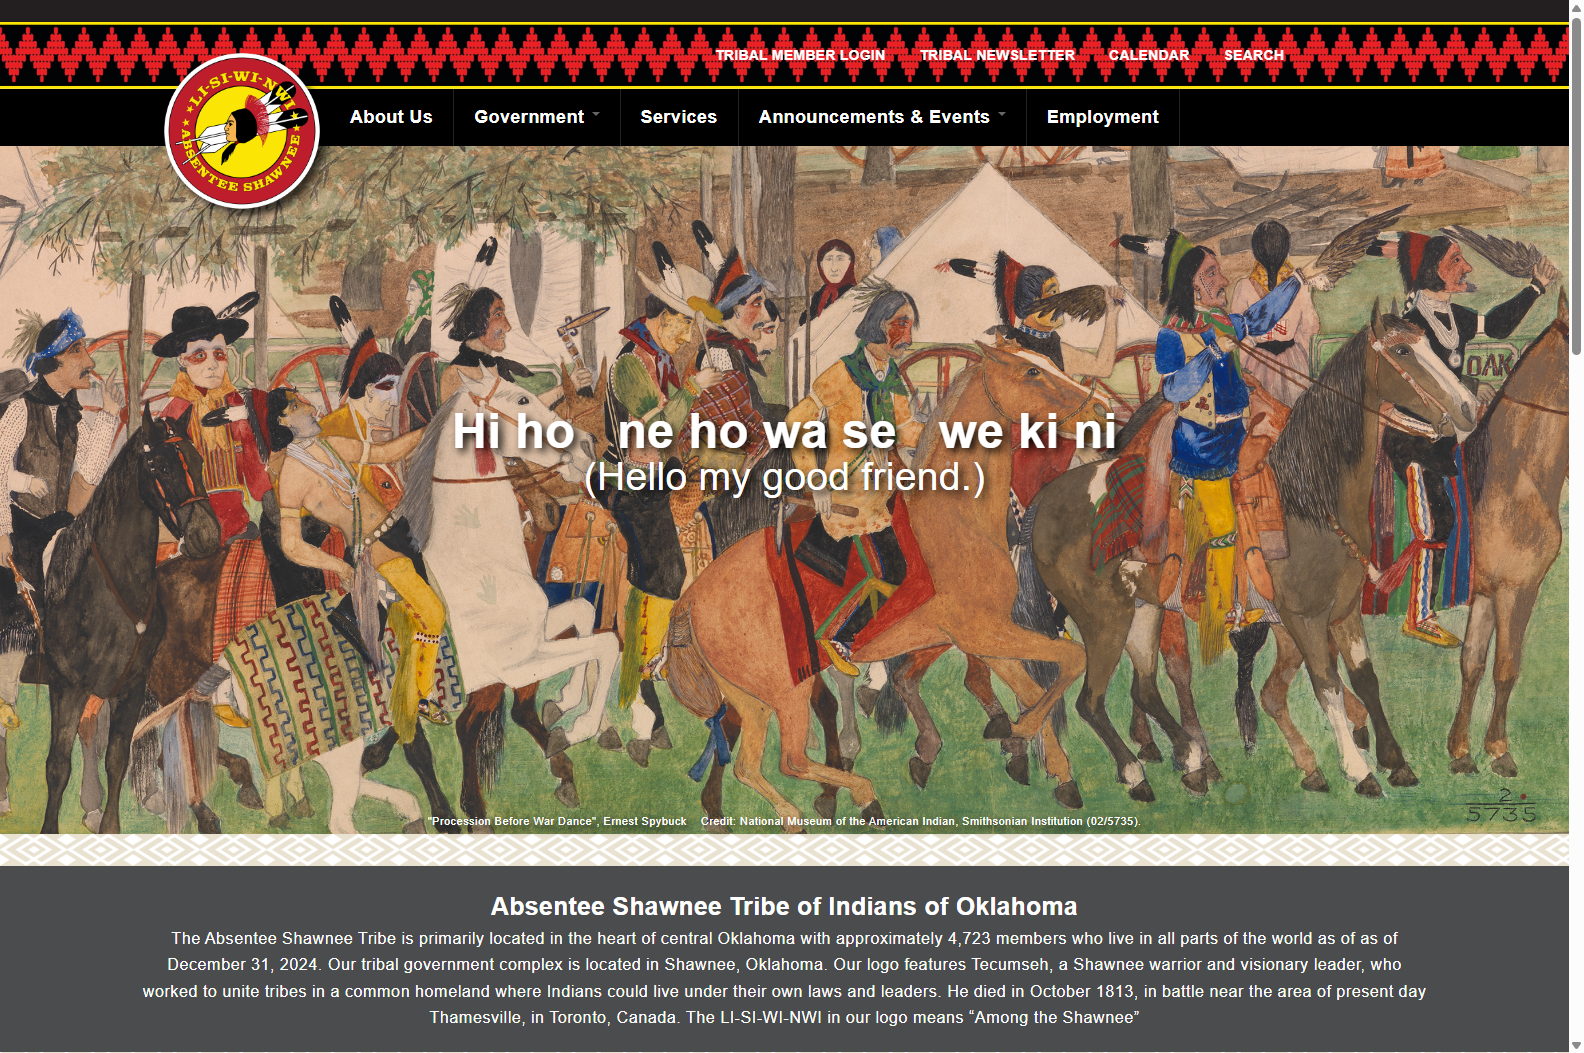 TRIBAL MEMBER LOGIN TRIBAL NEWSLETTER CALENDAR SEARCH
LI-SI-WI-NWI
ABSENTEE SHAWNEE
About Us Government Services Announcements & Events Employment
OAK
Hi ho ne ho wa se we ki ni
(Hello my good friend.)
2
5735
"Procession Before War Dance", Ernest Spybuck Credit: National Museum of the American Indian, Smithsonian Institution (02/5735).
Absentee Shawnee Tribe of Indians of Oklahoma
The Absentee Shawnee Tribe is primarily located in the heart of central Oklahoma with approximately 4,723 members who live in all parts of the world as of as of
December 31, 2024. Our tribal government complex is located in Shawnee, Oklahoma. Our logo features Tecumseh, a Shawnee warrior and visionary leader, who
worked to unite tribes in a common homeland where Indians could live under their own laws and leaders. He died in October 1813, in battle near the area of present day
Thamesville, in Toronto, Canada. The LI-SI-WI-NWI in our logo means “Among the Shawnee”